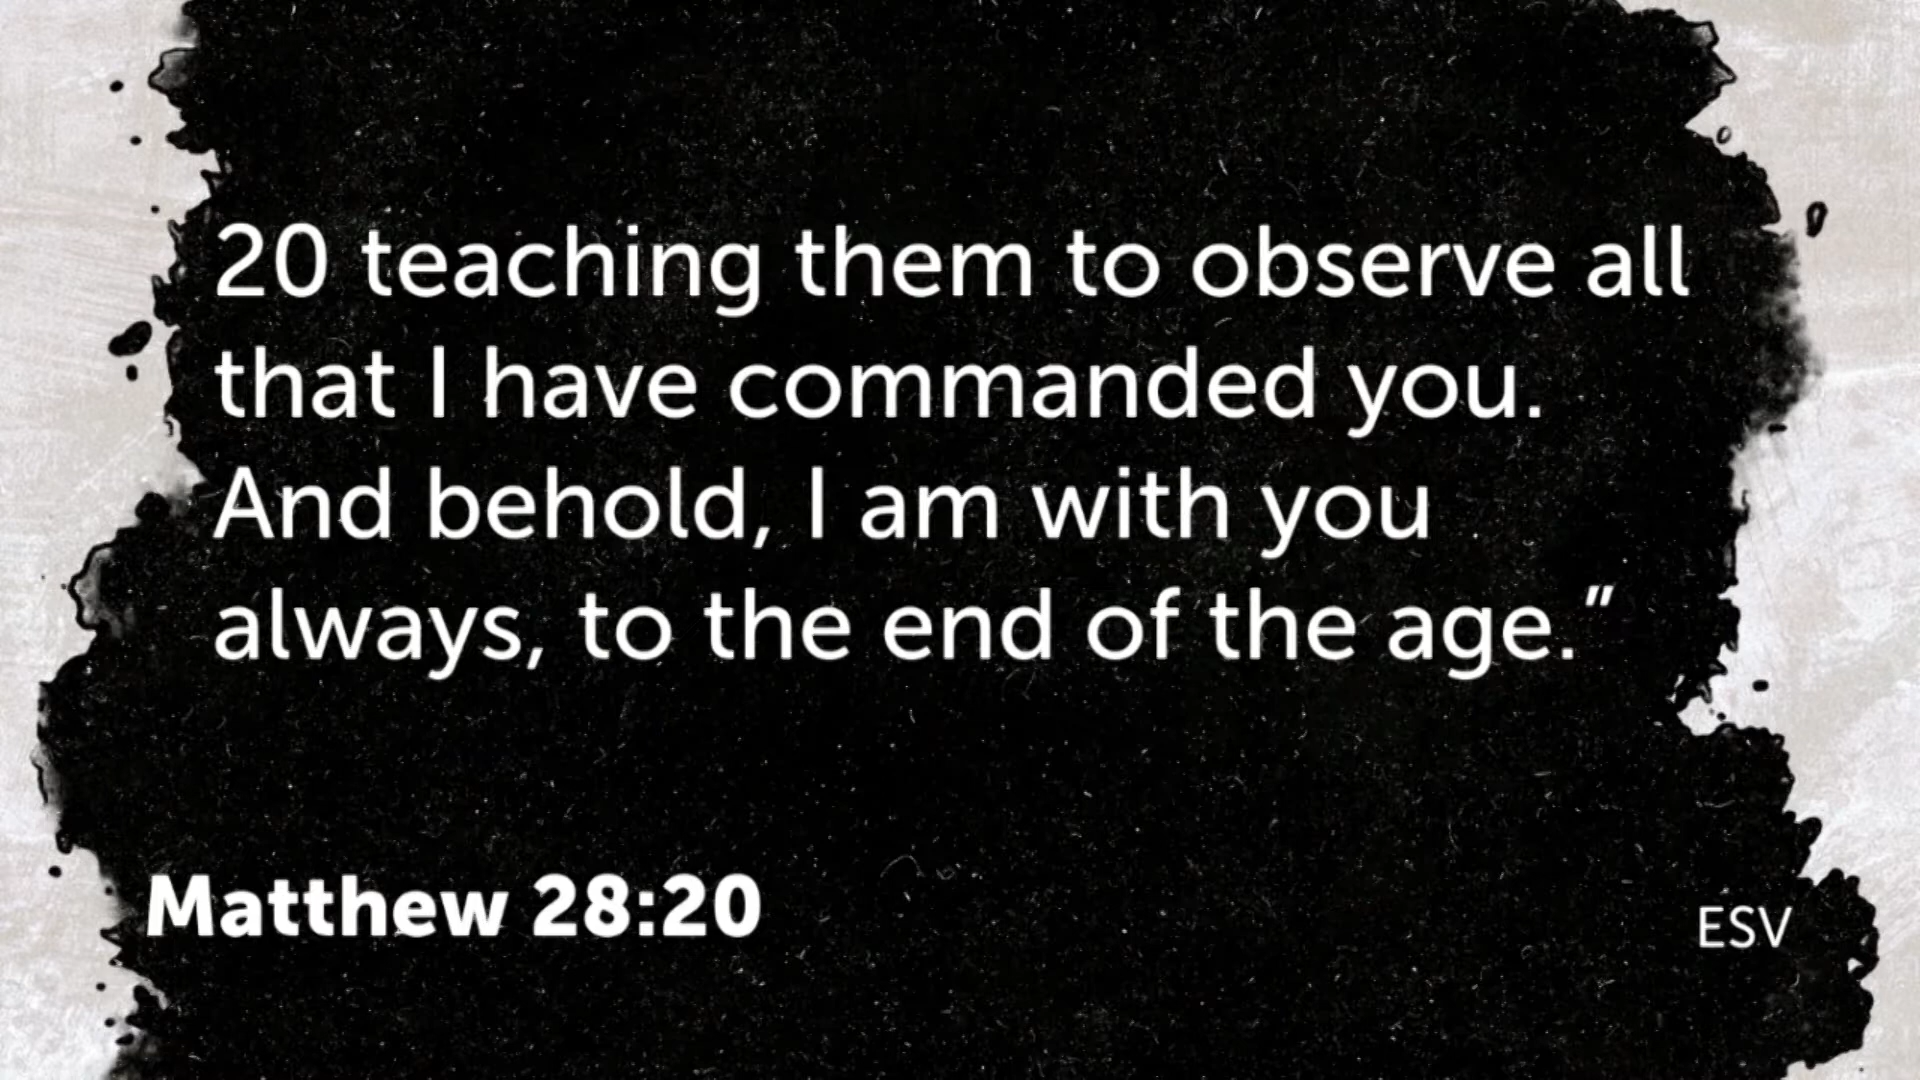 20 teaching them to observe all
that I have commanded you.
And behold, I am with you
always, to the end of the age.”
Matthew 28:20
ESV